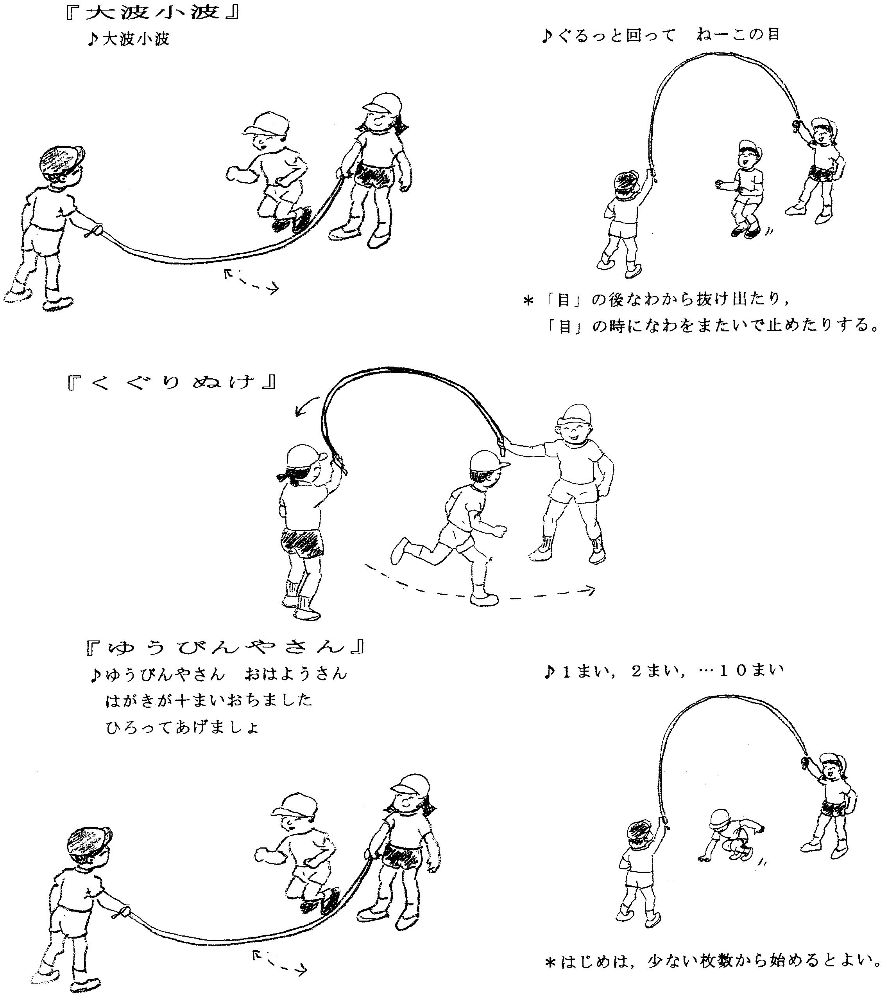 『大波小波』
♪大波小波
♪ぐるっと回って　ねーこの目
＊「目」の後なわから抜け出たり，
「目」の時になわをまたいで止めたりする。
『くぐりぬけ』
『ゆうびんやさん』
♪ゆうびんやさん　おはようさん
はがきが十まいおちました
ひろってあげましょ
♪１まい，２まい，…１０まい
＊はじめは，少ない枚数から始めるとよい。